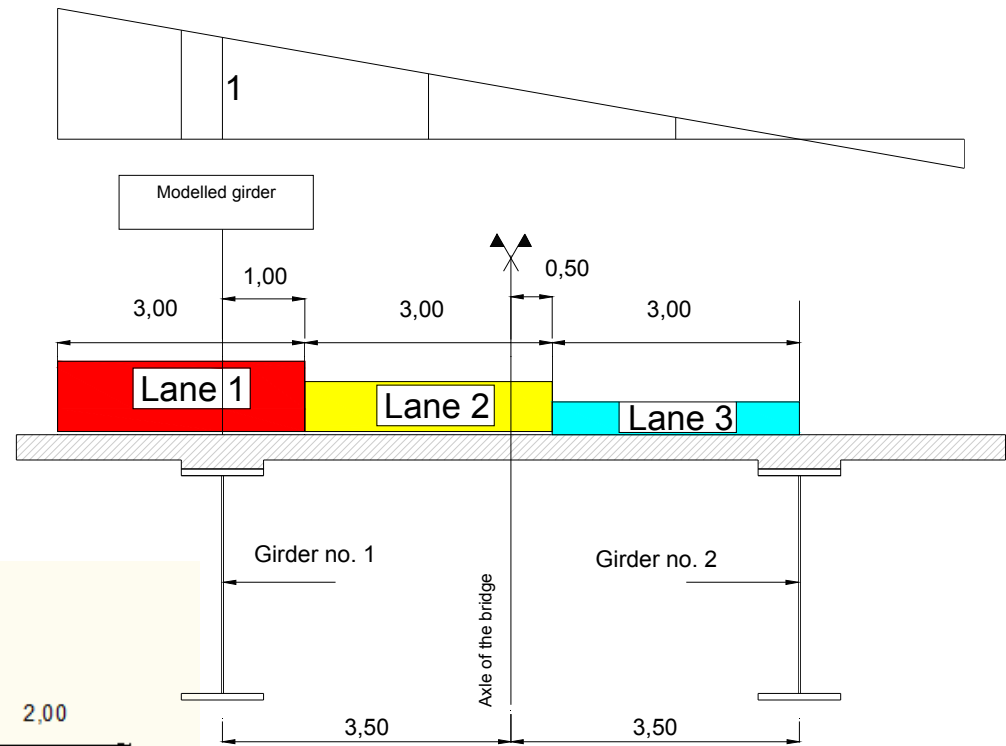 1
Modelled girder
1,00
0,50
3,00
3,00
3,00
Lane 1
Lane 2
Lane 3
Girder no. 1
Girder no. 2
Axle of the bridge
2,00
3,50
3,50